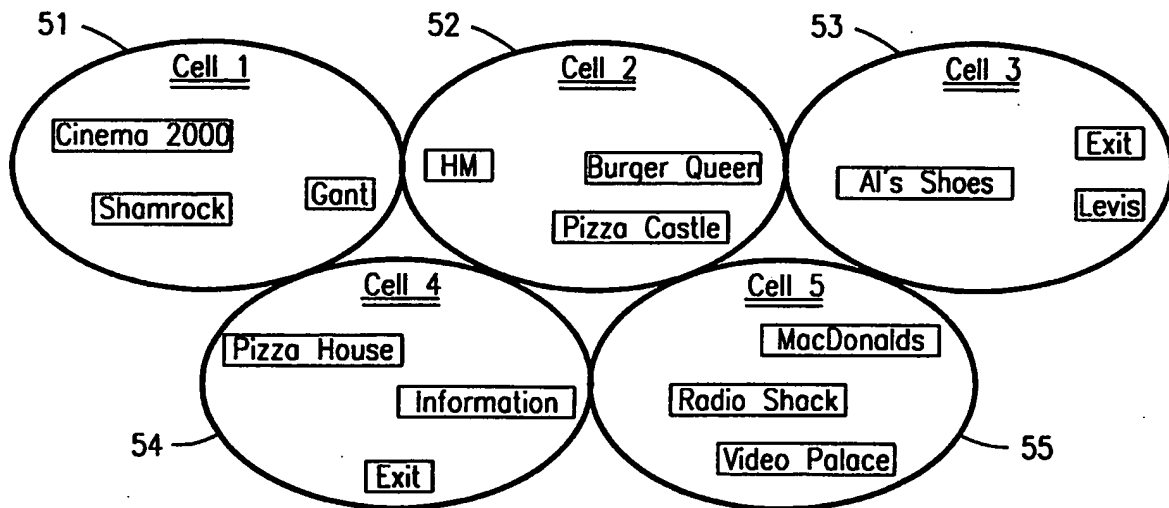 51
52
53
Cell 1
Cell 2
Cell 3
Cinema 2000
Shamrock
Gant
HM
Burger Queen
Pizza Castle
Exit
Al's Shoes
Levis
Cell 4
Cell 5
Pizza House
Information
Exit
MacDonalds
Radio Shack
Video Palace
54
55